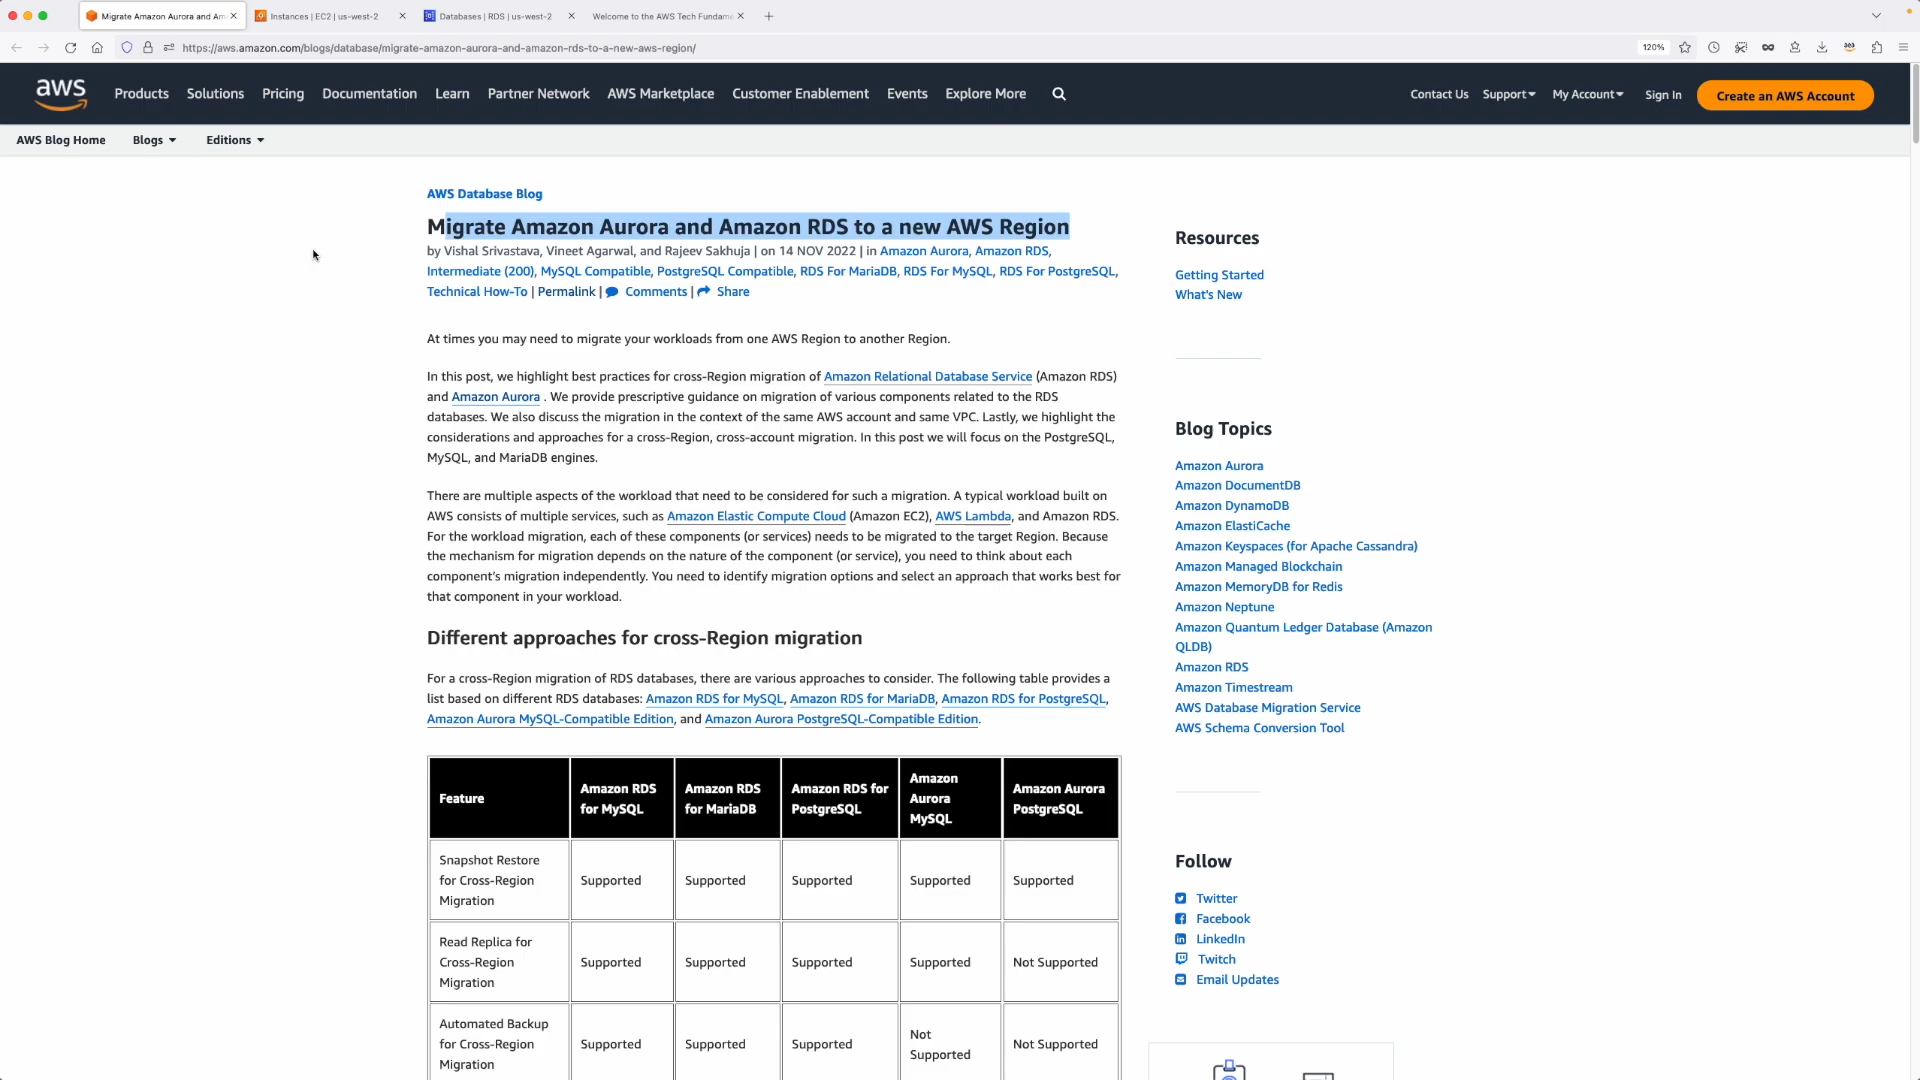 Migrate Amazon Aurora and Am
Instances | EC2 | us-west-2
Databases | RDS | us-west-2
Welcome to the AWS Tech Fundame
https://aws.amazon.com/blogs/database/migrate-amazon-aurora-and-amazon-rds-to-a-new-aws-region/
120%
aws
Products
Solutions
Pricing
Documentation
Learn
Partner Network
AWS Marketplace
Customer Enablement
Events
Explore More
Contact Us
Support
My Account
Sign In
Create an AWS Account
AWS Blog Home
Blogs
Editions
AWS Database Blog
Migrate Amazon Aurora and Amazon RDS to a new AWS Region
by Vishal Srivastava, Vineet Agarwal, and Rajeev Sakhuja | on 14 NOV 2022 | in Amazon Aurora, Amazon RDS,
Intermediate (200), MySQL Compatible, PostgreSQL Compatible, RDS For MariaDB, RDS For MySQL, RDS For PostgreSQL,
Technical How-To | Permalink | Comments | Share
At times you may need to migrate your workloads from one AWS Region to another Region.
In this post, we highlight best practices for cross-Region migration of Amazon Relational Database Service (Amazon RDS)
and Amazon Aurora . We provide prescriptive guidance on migration of various components related to the RDS
databases. We also discuss the migration in the context of the same AWS account and same VPC. Lastly, we highlight the
considerations and approaches for a cross-Region, cross-account migration. In this post we will focus on the PostgreSQL,
MySQL, and MariaDB engines.
There are multiple aspects of the workload that need to be considered for such a migration. A typical workload built on
AWS consists of multiple services, such as Amazon Elastic Compute Cloud (Amazon EC2), AWS Lambda, and Amazon RDS.
For the workload migration, each of these components (or services) needs to be migrated to the target Region. Because
the mechanism for migration depends on the nature of the component (or service), you need to think about each
component's migration independently. You need to identify migration options and select an approach that works best for
that component in your workload.
Different approaches for cross-Region migration
For a cross-Region migration of RDS databases, there are various approaches to consider. The following table provides a
list based on different RDS databases: Amazon RDS for MySQL, Amazon RDS for MariaDB, Amazon RDS for PostgreSQL,
Amazon Aurora MySQL-Compatible Edition, and Amazon Aurora PostgreSQL-Compatible Edition.
Feature
Amazon RDS
for MySQL
Amazon RDS
for MariaDB
Amazon RDS for
PostgreSQL
Amazon
Aurora
MySQL
Amazon Aurora
PostgreSQL
Snapshot Restore
for Cross-Region
Migration
Supported
Supported
Supported
Supported
Supported
Read Replica for
Cross-Region
Migration
Supported
Supported
Supported
Supported
Not Supported
Automated Backup
for Cross-Region
Migration
Supported
Supported
Supported
Not
Supported
Not Supported
Resources
Getting Started
What's New
Blog Topics
Amazon Aurora
Amazon DocumentDB
Amazon DynamoDB
Amazon ElastiCache
Amazon Keyspaces (for Apache Cassandra)
Amazon Managed Blockchain
Amazon MemoryDB for Redis
Amazon Neptune
Amazon Quantum Ledger Database (Amazon
QLDB)
Amazon RDS
Amazon Timestream
AWS Database Migration Service
AWS Schema Conversion Tool
Follow
Twitter
Facebook
LinkedIn
Twitch
Email Updates